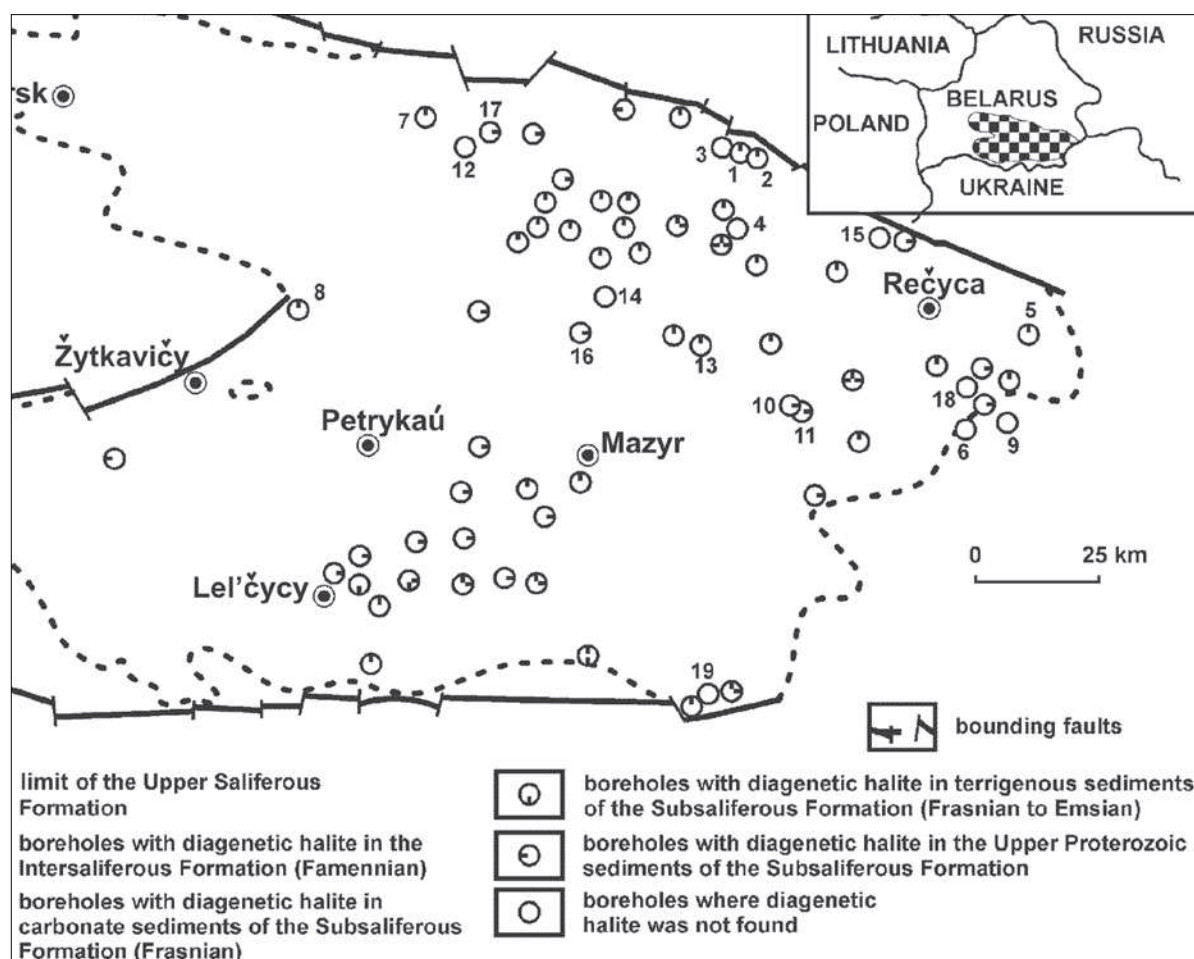 LITHUANIA
RUSSIA
BELARUS
POLAND
UKRAINE
rsk
7
17
12
3
1
2
4
15
Rečyca
8
14
5
Žytkavičy
16
13
18
10
11
6
9
Petrykaú
Mazyr
0 25 km
Lel’čycy
19
bounding faults
limit of the Upper Saliferous
Formation
boreholes with diagenetic halite in the
Intersaliferous Formation (Famennian)
boreholes with diagenetic halite in
carbonate sediments of the Subsaliferous
Formation (Frasnian)
boreholes with diagenetic halite in terrigenous sediments
of the Subsaliferous Formation (Frasnian to Emsian)
boreholes with diagenetic halite in the Upper Proterozoic
sediments of the Subsaliferous Formation
boreholes where diagenetic
halite was not found